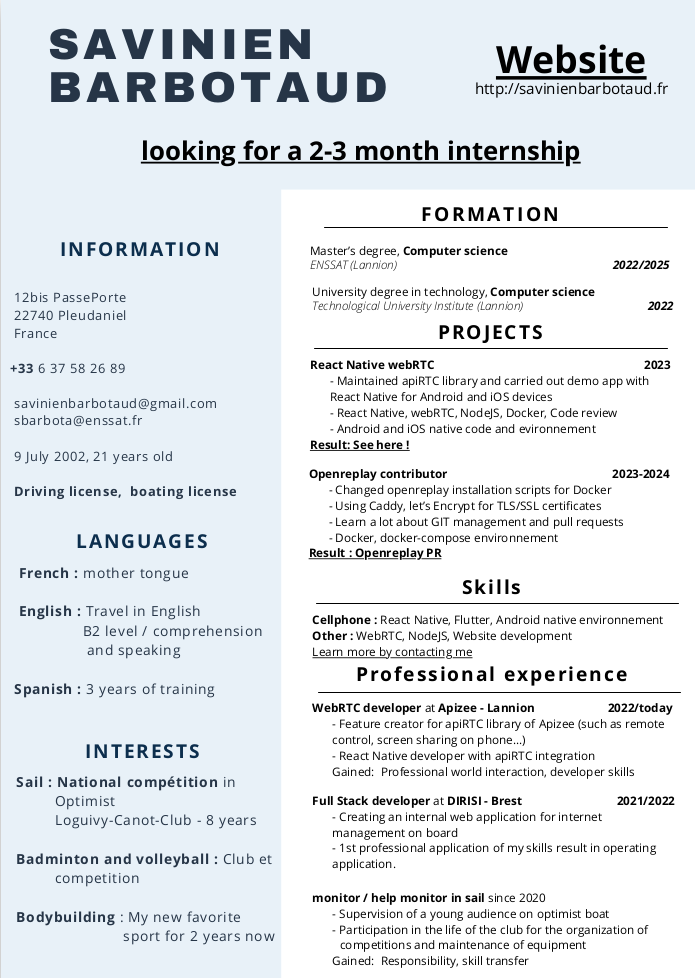 SAVINIEN
BARBOTAUD
Website
http://savinienbarbotaud.fr
looking for a 2-3 month internship
INFORMATION
12bis PassePorte
22740 Pleudaniel
France
+33 6 37 58 26 89
savinienbarbotaud@gmail.com
sbarbota@enssat.fr
9 July 2002, 21 years old
Driving license,  boating license
LANGUAGES
French : mother tongue
English : Travel in English
B2 level / comprehension
and speaking
Spanish : 3 years of training
INTERESTS
Sail : National compétition in
Optimist
Loguivy-Canot-Club - 8 years
Badminton and volleyball : Club et
competition
Bodybuilding : My new favorite
sport for 2 years now
FORMATION
Master's degree, Computer science
ENSSAT (Lannion) 2022/2025
University degree in technology, Computer science
Technological University Institute (Lannion) 2022
PROJECTS
React Native webRTC 2023
- Maintained apiRTC library and carried out demo app with
React Native for Android and iOS devices
- React Native, webRTC, NodeJS, Docker, Code review
- Android and iOS native code and evironnement
Result: See here !
Openreplay contributor 2023-2024
- Changed openreplay installation scripts for Docker
- Using Caddy, let's Encrypt for TLS/SSL certificates
- Learn a lot about GIT management and pull requests
- Docker, docker-compose environnement
Result : Openreplay PR
Skills
Cellphone : React Native, Flutter, Android native environnement
Other : WebRTC, NodeJS, Website development
Learn more by contacting me
Professional experience
WebRTC developer at Apizee - Lannion 2022/today
- Feature creator for apiRTC library of Apizee (such as remote
control, screen sharing on phone...)
- React Native developer with apiRTC integration
Gained:  Professional world interaction, developer skills
Full Stack developer at DIRISI - Brest 2021/2022
- Creating an internal web application for internet
management on board
- 1st professional application of my skills result in operating
application.
monitor / help monitor in sail since 2020
- Supervision of a young audience on optimist boat
- Participation in the life of the club for the organization of
competitions and maintenance of equipment
Gained:  Responsibility, skill transfer